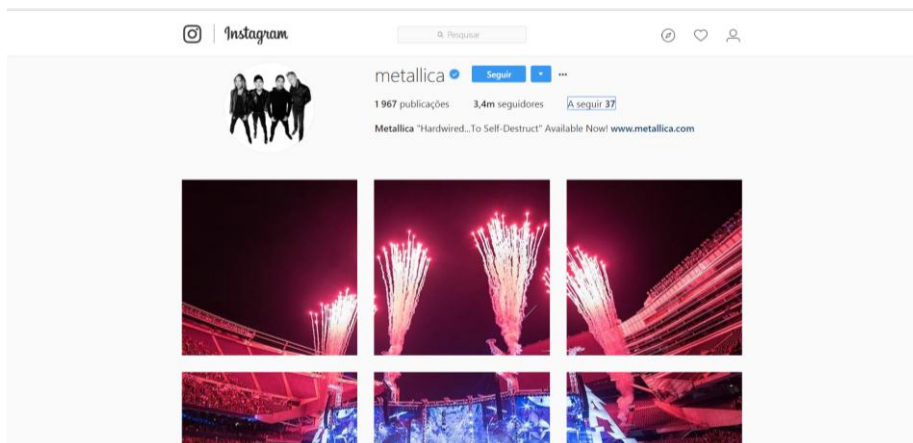 Instagram
Pesquisar
metallica Seguir
1 967 publicações 3,4m seguidores A seguir 37
Metallica "Hardwired...To Self-Destruct" Available Now! www.metallica.com